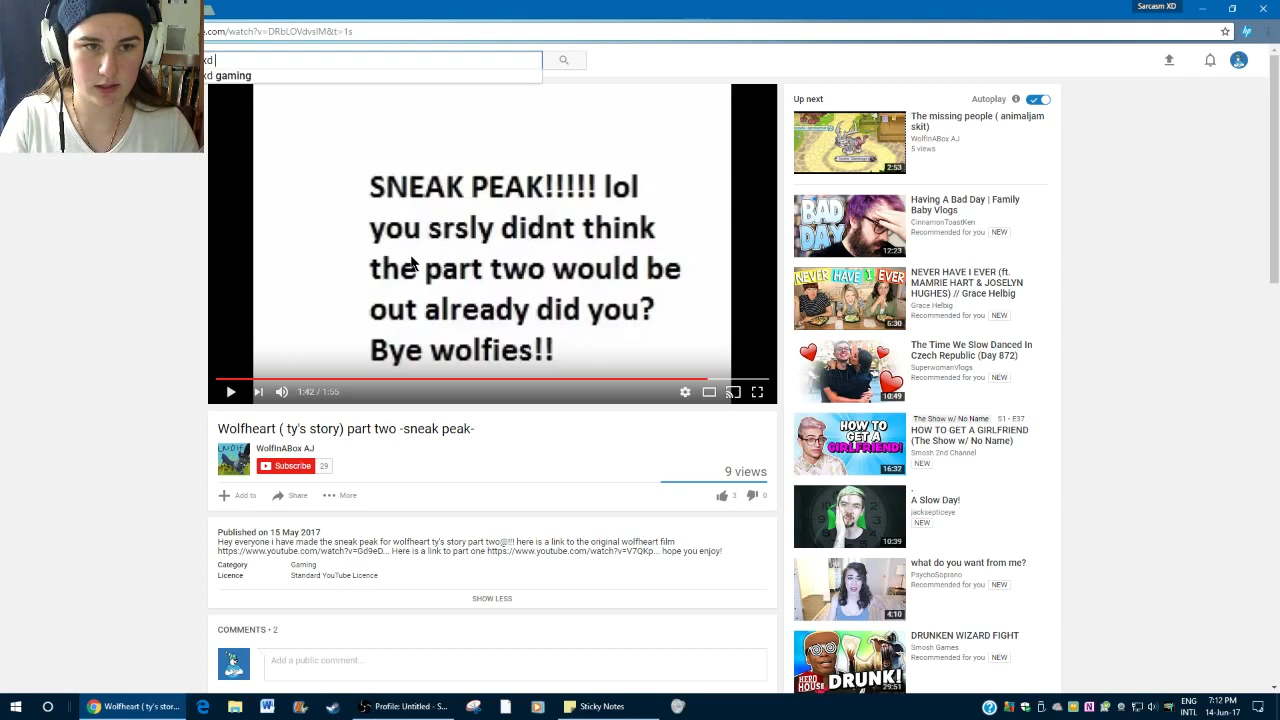 Sarcasm XD
e.com/watch?v=DRbLOVdvsIM&t=1s
xd
xd gaming
SNEAK PEAK!!!!! lol
you srsly didnt think
the part two would be
out already did you?
Bye wolfies!!
1:42 / 1:55
Wolfheart ( ty's story) part two -sneak peak-
WolfInABox AJ
Subscribe
29
9 views
Add to
Share
More
3
0
Published on 15 May 2017
Hey everyone i have made the sneak peak for wolfheart ty's story part two@!!! here is a link to the original wolfheart film
https://www.youtube.com/watch?v=Gd9eD... Here is a link to part one https://www.youtube.com/watch?v=V7QKp... hope you enjoy!
Category Gaming
Licence Standard YouTube Licence
SHOW LESS
COMMENTS • 2
Add a public comment...
Up next
Autoplay
The missing people ( animaljam
skit)
WolfInABox AJ
5 views
2:53
BAD
DAY
12:23
Having A Bad Day | Family
Baby Vlogs
CinnamonToastKen
Recommended for you NEW
NEVER HAVE I EVER
6:30
NEVER HAVE I EVER (ft.
MAMRIE HART & JOSELYN
HUGHES) // Grace Helbig
Grace Helbig
Recommended for you NEW
10:49
The Time We Slow Danced In
Czech Republic (Day 872)
SuperwomanVlogs
Recommended for you NEW
HOW TO
GET A
GIRLFRIEND!
16:32
The Show w/ No Name S1 • E37
HOW TO GET A GIRLFRIEND
(The Show w/ No Name)
Smosh 2nd Channel
NEW
10:39
.
A Slow Day!
jacksepticeye
NEW
4:10
what do you want from me?
PsychoSoprano
Recommended for you NEW
HERO
HOUSE
DRUNK!
29:51
DRUNKEN WIZARD FIGHT
Smosh Games
Recommended for you NEW
Wolfheart ( ty's stor...
Profile: Untitled - S...
Sticky Notes
ENG
INTL
7:12 PM
14-Jun-17